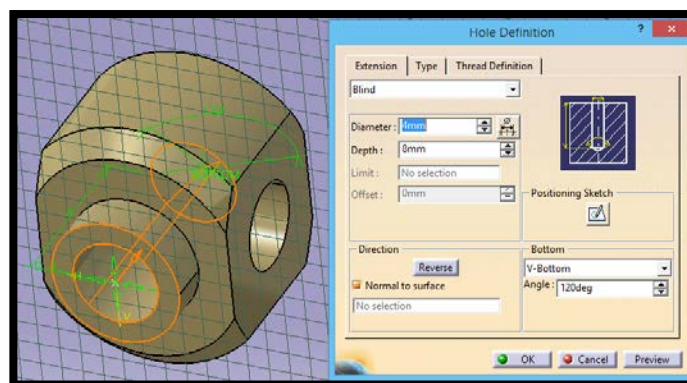 Hole Definition
?
Extension
Type
Thread Definition
Blind
Diameter :
4mm
Depth :
8mm
Limit :
No selection
Offset :
0mm
Positioning Sketch
Direction
Reverse
Normal to surface
No selection
Bottom
V-Bottom
Angle :
120deg
OK
Cancel
Preview
H
V